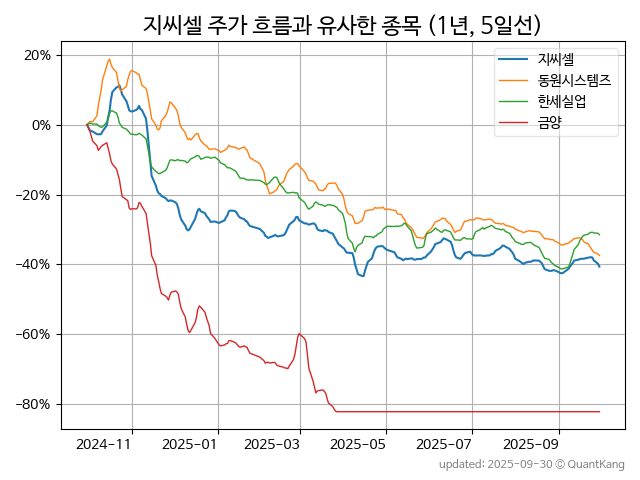 지씨셀 주가 흐름과 유사한 종목 (1년, 5일선)
지씨셀
동원시스템즈
한세실업
금양
20%
0%
−20%
−40%
−60%
−80%
2024−11
2025−01
2025−03
2025−05
2025−07
2025−09
updated: 2025-09-30 © QuantKang